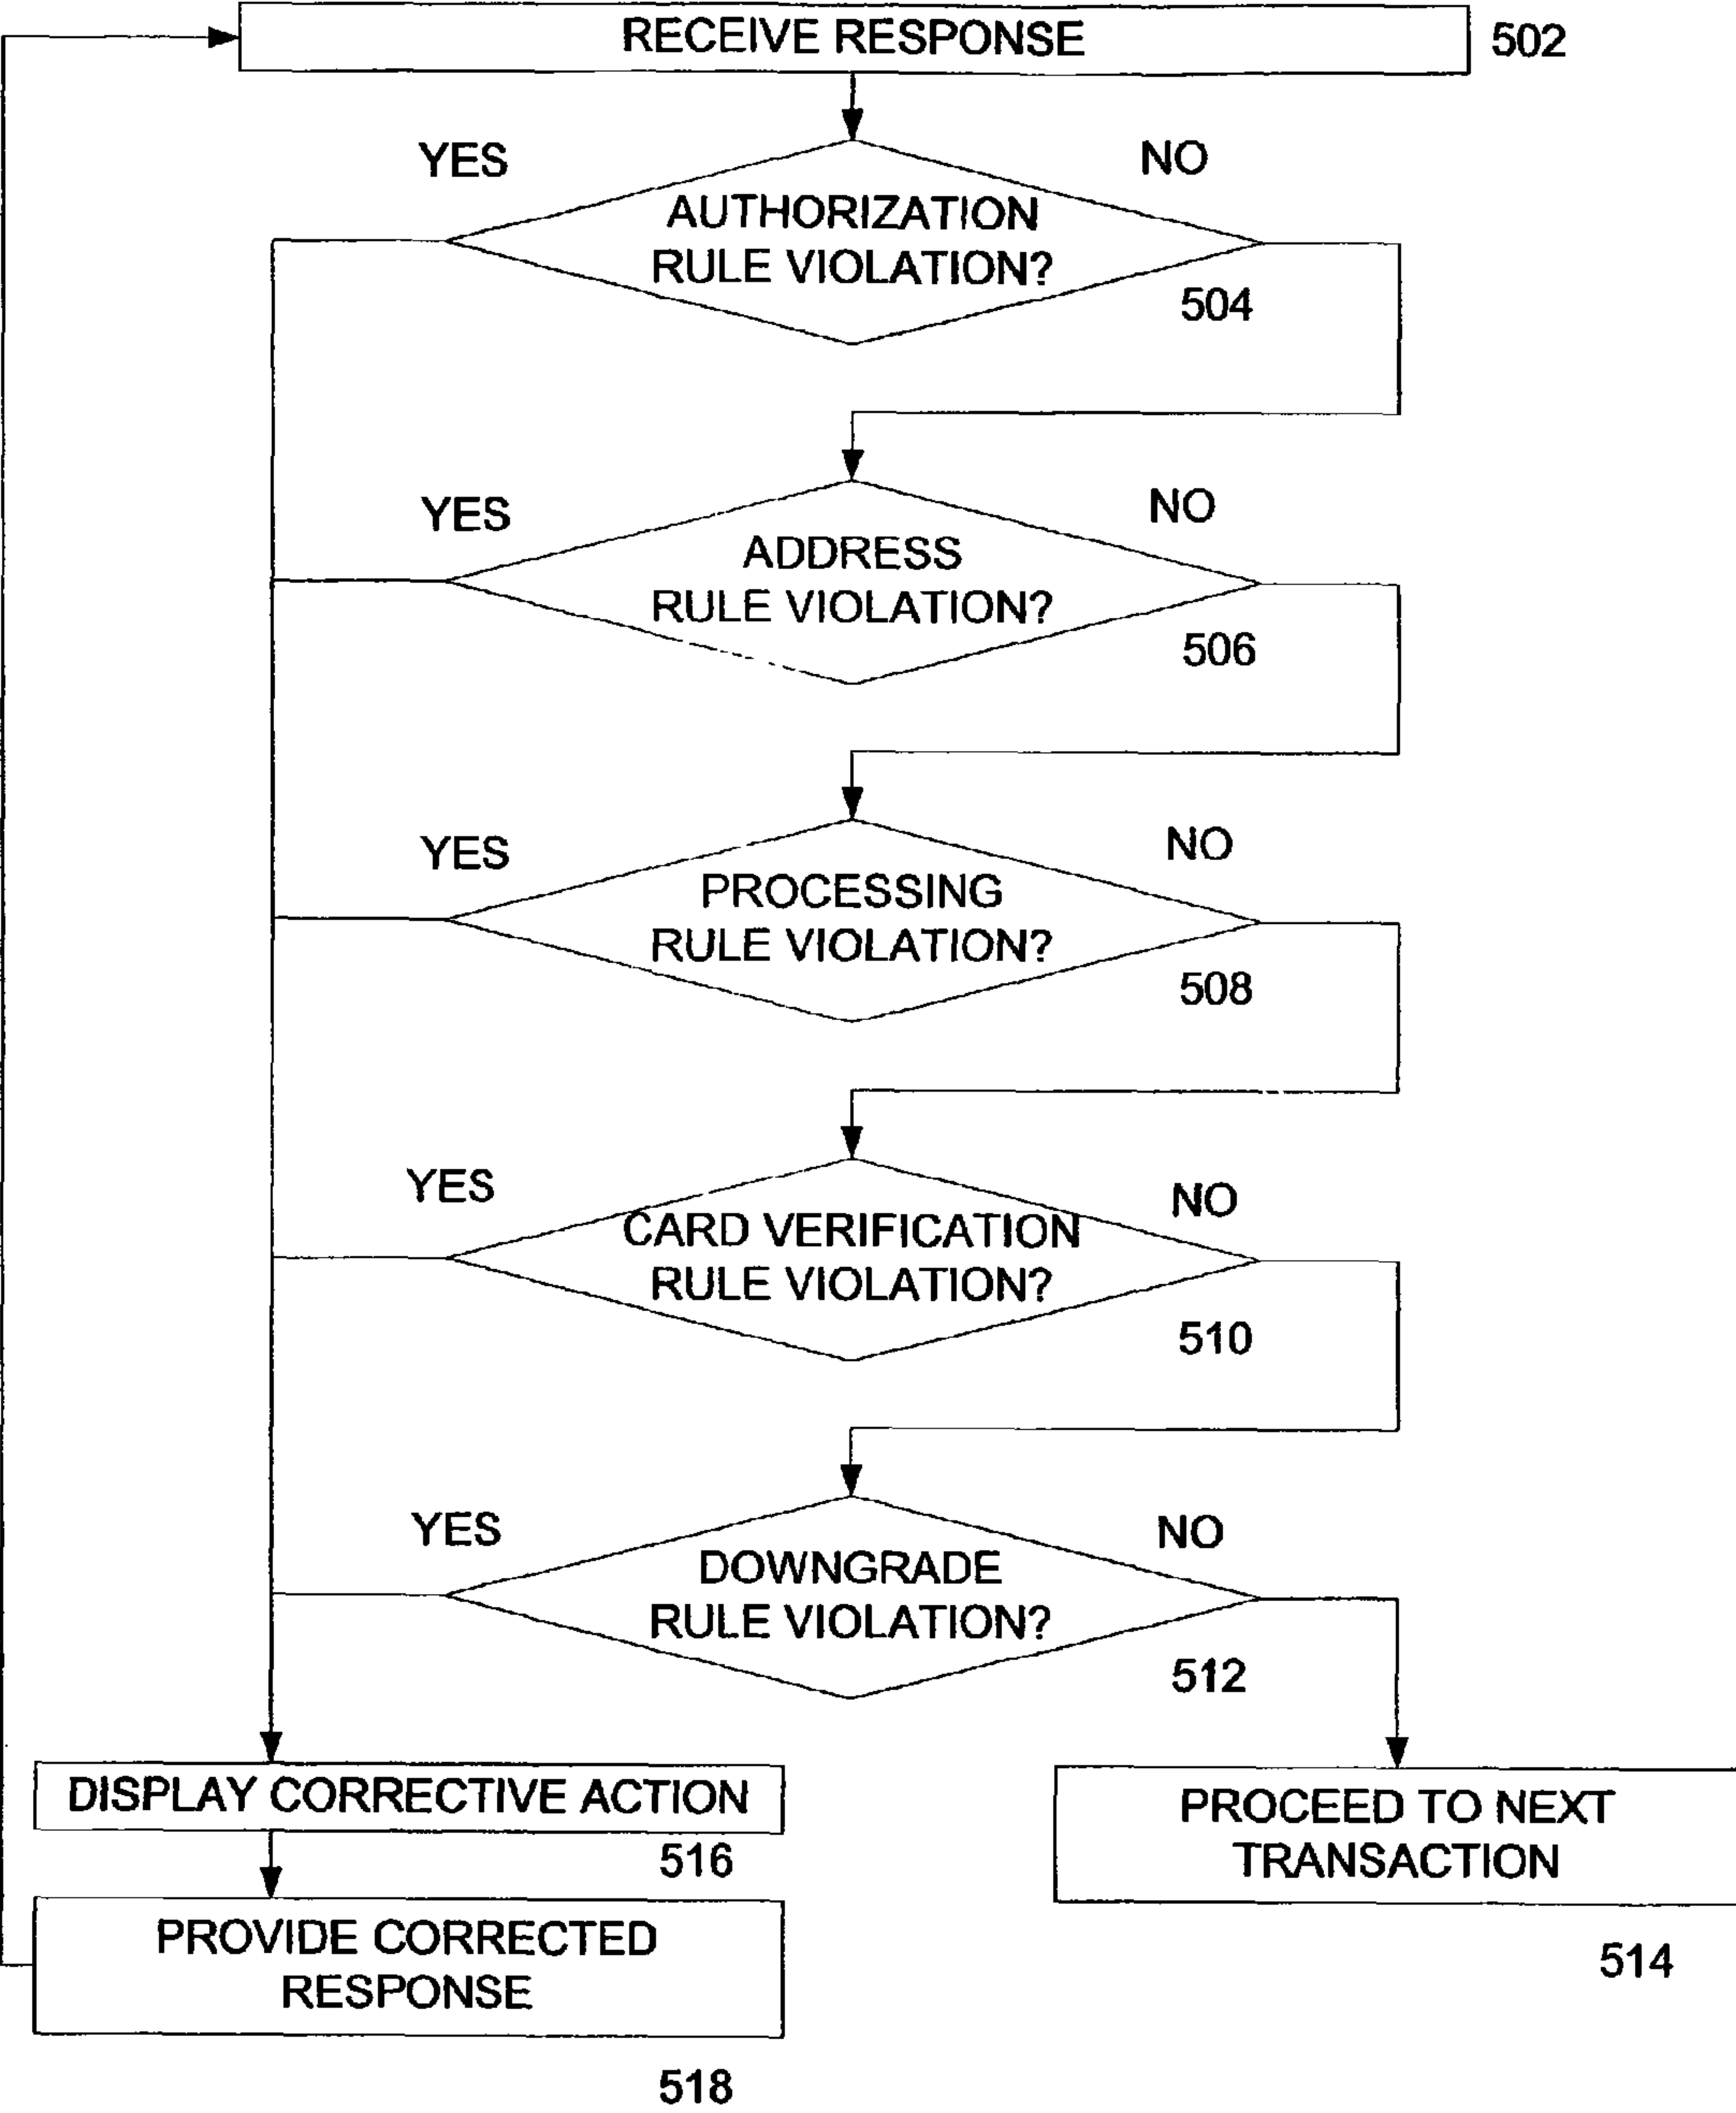 RECEIVE RESPONSE
502
YES
NO
AUTHORIZATION
RULE VIOLATION?
504
YES
NO
ADDRESS
RULE VIOLATION?
506
YES
NO
PROCESSING
RULE VIOLATION?
508
YES
NO
CARD VERIFICATION
RULE VIOLATION?
510
YES
NO
DOWNGRADE
RULE VIOLATION?
512
DISPLAY CORRECTIVE ACTION
516
PROCEED TO NEXT
TRANSACTION
514
PROVIDE CORRECTED
RESPONSE
518